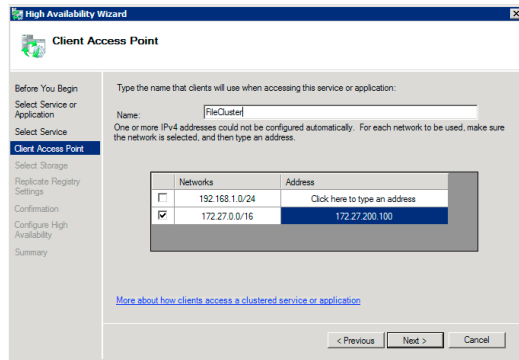 High Availability Wizard
Client Access Point
Before You Begin
Select Service or
Application
Select Service
Client Access Point
Select Storage
Replicate Registry
Settings
Confirmation
Configure High
Availability
Summary
Type the name that clients will use when accessing this service or application:
Name:
FileCluster
One or more IPv4 addresses could not be configured automatically. For each network to be used, make sure
the network is selected, and then type an address.
Networks Address
192.168.1.0/24 Click here to type an address
172.27.0.0/16 172.27.200.100
More about how clients access a clustered service or application
< Previous Next > Cancel